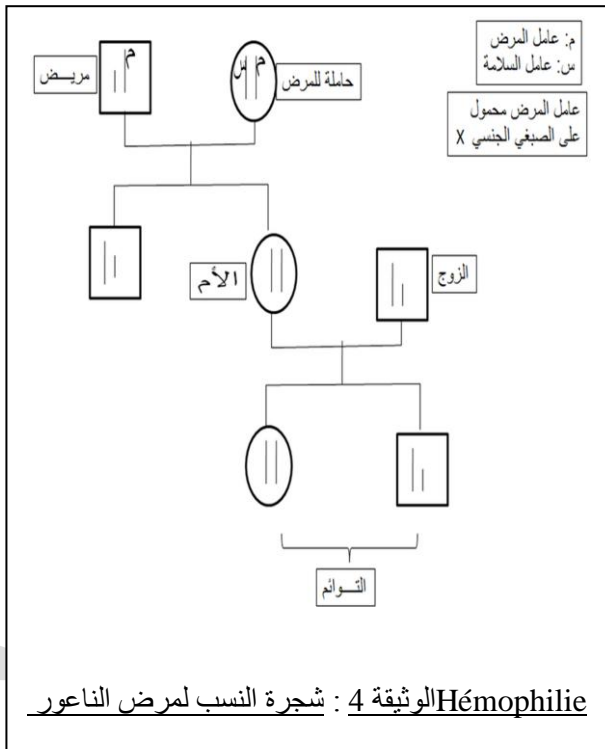 م: عامل المرض
س: عامل السلامة
عامل المرض محمول
على الصبغي الجنسي X
مريـــض
م
م
س
حاملة للمرض
الأم
الزوج
التـــوائم
الوثيقة 4 : شجرة النسب لمرض الناعور Hémophilie